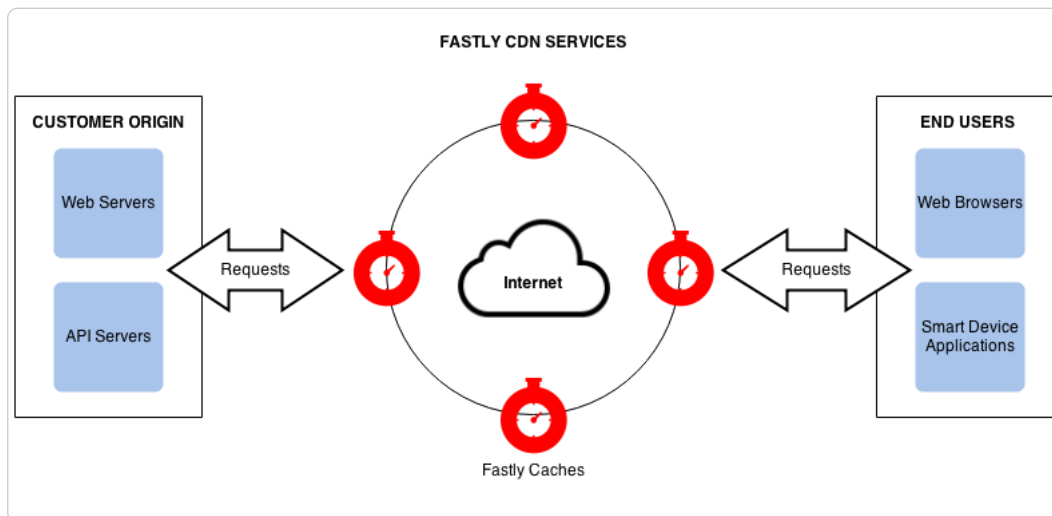 FASTLY CDN SERVICES
CUSTOMER ORIGIN
Web Servers
API Servers
Requests
Internet
Fastly Caches
Requests
END USERS
Web Browsers
Smart Device
Applications